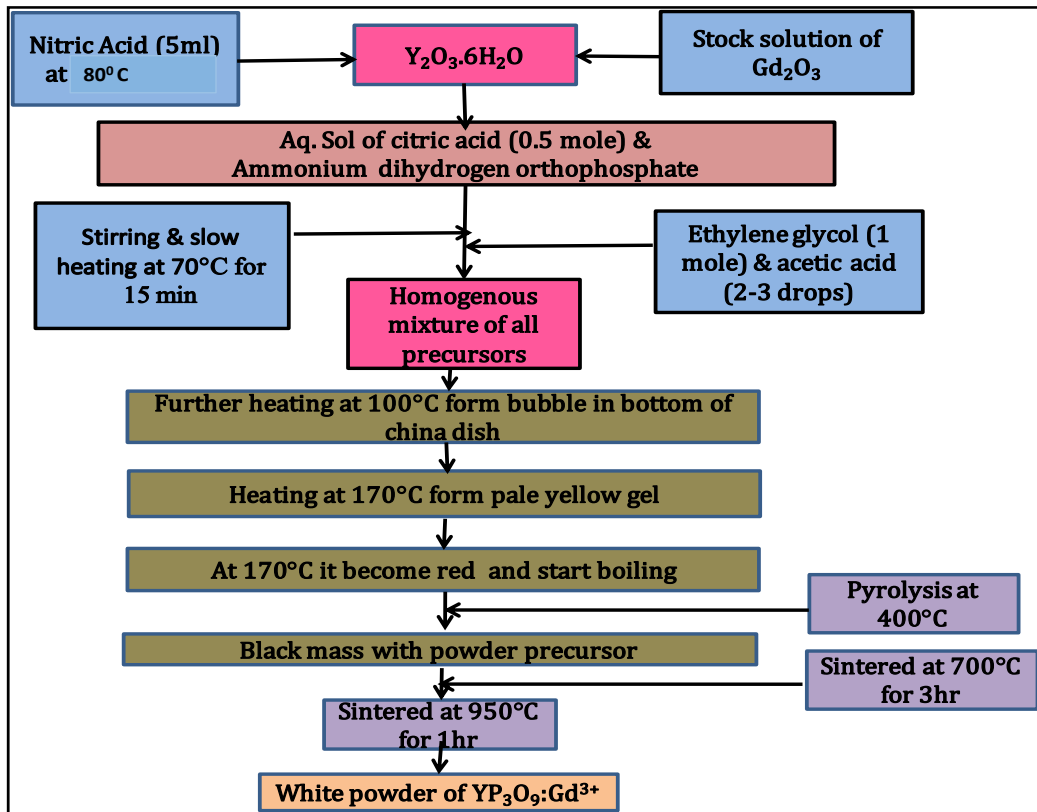 Nitric Acid (5ml)
at 80⁰ C
Y₂O₃.6H₂O
Stock solution of
Gd₂O₃
Aq. Sol of citric acid (0.5 mole) &
Ammonium dihydrogen orthophosphate
Stirring & slow
heating at 70°C for
15 min
Ethylene glycol (1
mole) & acetic acid
(2-3 drops)
Homogenous
mixture of all
precursors
Further heating at 100°C form bubble in bottom of
china dish
Heating at 170°C form pale yellow gel
At 170°C it become red and start boiling
Pyrolysis at
400°C
Black mass with powder precursor
Sintered at 700°C
for 3hr
Sintered at 950°C
for 1hr
White powder of YP₃O₉:Gd³⁺